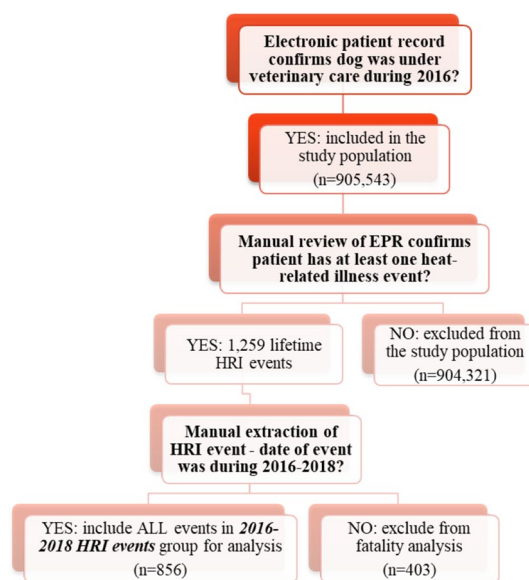 Electronic patient record
confirms dog was under
veterinary care during 2016?
YES: included in the
study population
(n=905,543)
Manual review of EPR confirms
patient has at least one heat-
related illness event?
YES: 1,259 lifetime
HRI events
NO: excluded from
the study population
(n=904,321)
Manual extraction of
HRI event - date of event
was during 2016-2018?
YES: include ALL events in 2016-
2018 HRI events group for analysis
(n=856)
NO: exclude from
fatality analysis
(n=403)